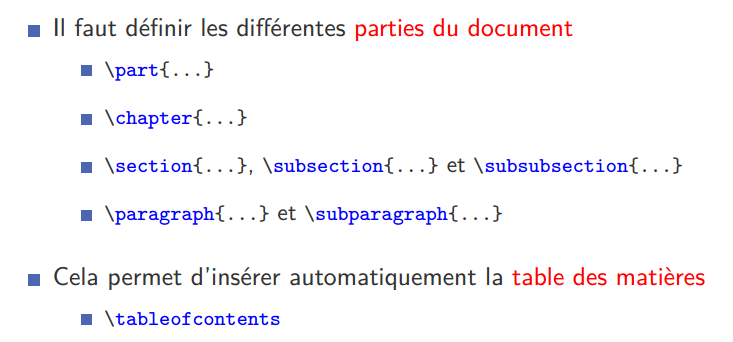 Il faut définir les différentes parties du document
\part{...}
\chapter{...}
\section{...}, \subsection{...} et \subsubsection{...}
\paragraph{...} et \subparagraph{...}
Cela permet d'insérer automatiquement la table des matières
\tableofcontents